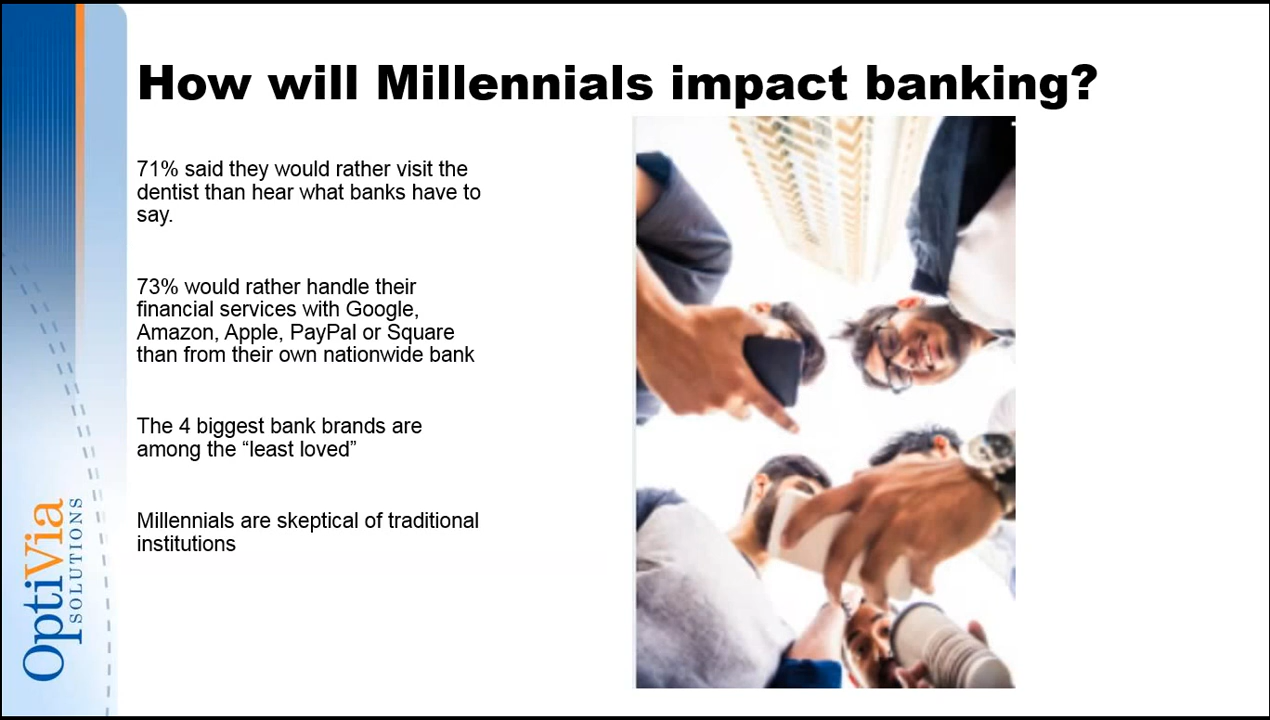 How will Millennials impact banking?
71% said they would rather visit the
dentist than hear what banks have to
say.
73% would rather handle their
financial services with Google,
Amazon, Apple, PayPal or Square
than from their own nationwide bank
The 4 biggest bank brands are
among the “least loved”
Millennials are skeptical of traditional
institutions
OptiVia
SOLUTIONS